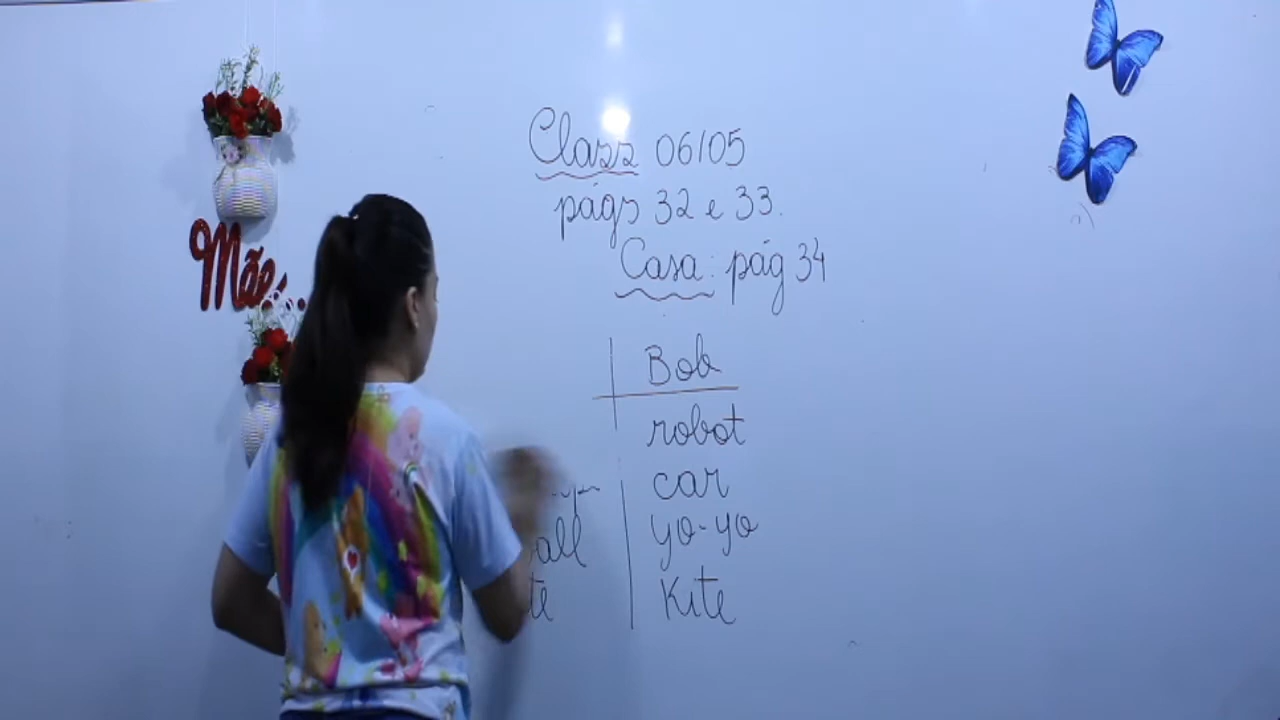 Class 06/05
págs 32 e 33.
Casa: pág 34
Mãe
Bob
robot
car
yo-yo
Kite